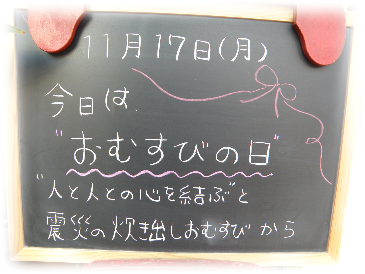 11月17日(月)
今日は
"おむすびの日"
"人と人との心を結ぶ"と
震災の炊き出しおむすびから